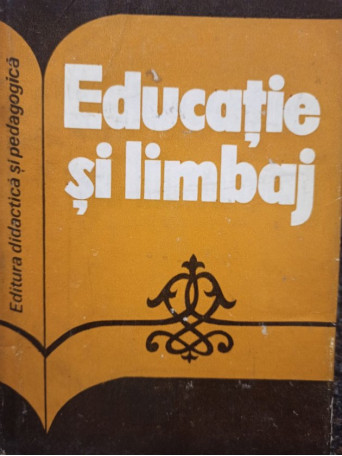 Educație
și limbaj
Editura didactică și pedagogică